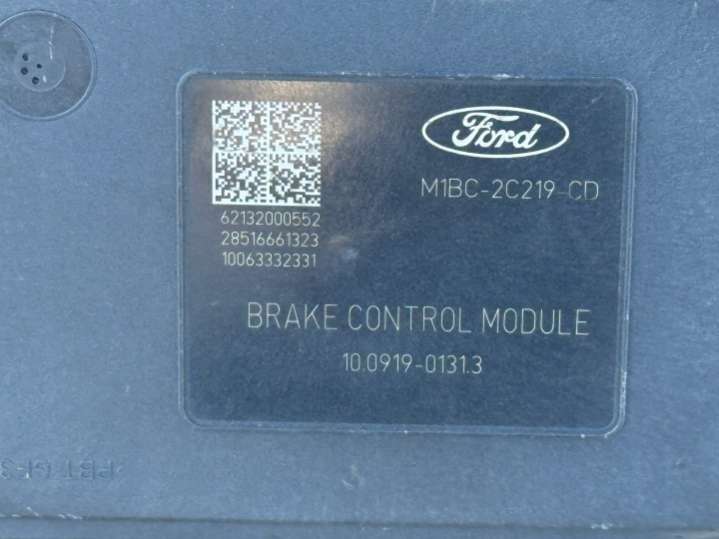 Ford
M1BC-2C219-CD
62132000552
28516661323
10063332331
BRAKE CONTROL MODULE
10.0919-0131.3